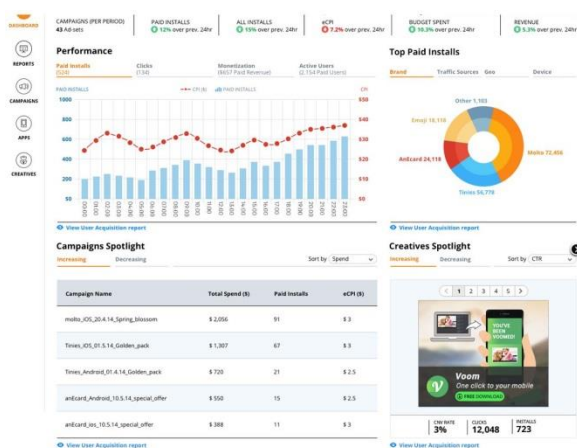 DASHBOARD
REPORTS
CAMPAIGNS
APPS
CREATIVES
CAMPAIGNS (PER PERIOD)
43 Ad-sets
PAID INSTALLS
12% over prev. 24hr
ALL INSTALLS
15% over prev. 24hr
eCPI
7.2% over prev. 24hr
BUDGET SPENT
10.3% over prev. 24hr
REVENUE
5.3% over prev. 24hr
Performance
Paid Installs
Clicks
(134)
Monetization
(9657 Paid Revenue)
Active Users
(2,154 Paid Users)
PAID INSTALLS
CPI ($)
PAID INSTALLS
CPI
1000
800
600
400
200
$0
$50
$40
$30
$20
$10
$0
View User Acquisition report
Top Paid Installs
Brand
Traffic Sources
Geo
Device
Other 1,103
Emoji 18,116
AnEcard 24,118
Molto 72,456
Tinies 56,778
View User Acquisition report
Campaigns Spotlight
Increasing
Decreasing
Sort by
Spend
Campaign Name
Total Spend ($)
Paid Installs
eCPI ($)
molto_iOS_20.4.14_Spring_blossom
$ 2,056
91
$ 3
Tinies_iOS_01.5.14_Golden_pack
$ 1,307
67
$ 3
Tinies_Android_01.4.14_Golden_pack
$ 720
21
$ 2.5
anEcard_Android_10.5.14_special_offer
$ 550
15
$ 2.5
anEcard_ios_10.5.14_special_offer
$ 388
11
$ 3
View User Acquisition report
Creatives Spotlight
Increasing
Decreasing
Sort by
CTR
< 1 2 3 4 5 >
YOU'VE
BEEN
VOOMED!
Voom
One click to your mobile
FREE DOWNLOAD
CNV RATE
3%
CLICKS
12,048
INSTALLS
723
View User Acquisition report